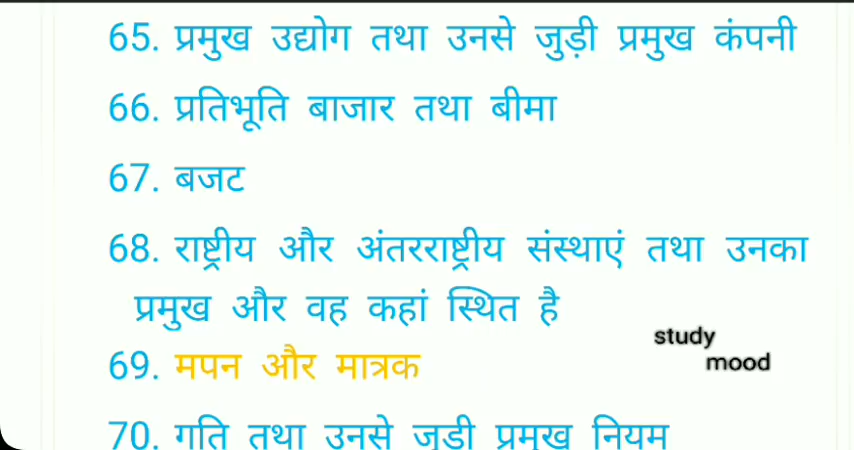 65. प्रमुख उद्योग तथा उनसे जुड़ी प्रमुख कंपनी
66. प्रतिभूति बाजार तथा बीमा
67. बजट
68. राष्ट्रीय और अंतरराष्ट्रीय संस्थाएं तथा उनका
प्रमुख और वह कहां स्थित है
study
mood
69. मपन और मात्रक
70. गति तथा उनसे जुड़ी प्रमुख नियम